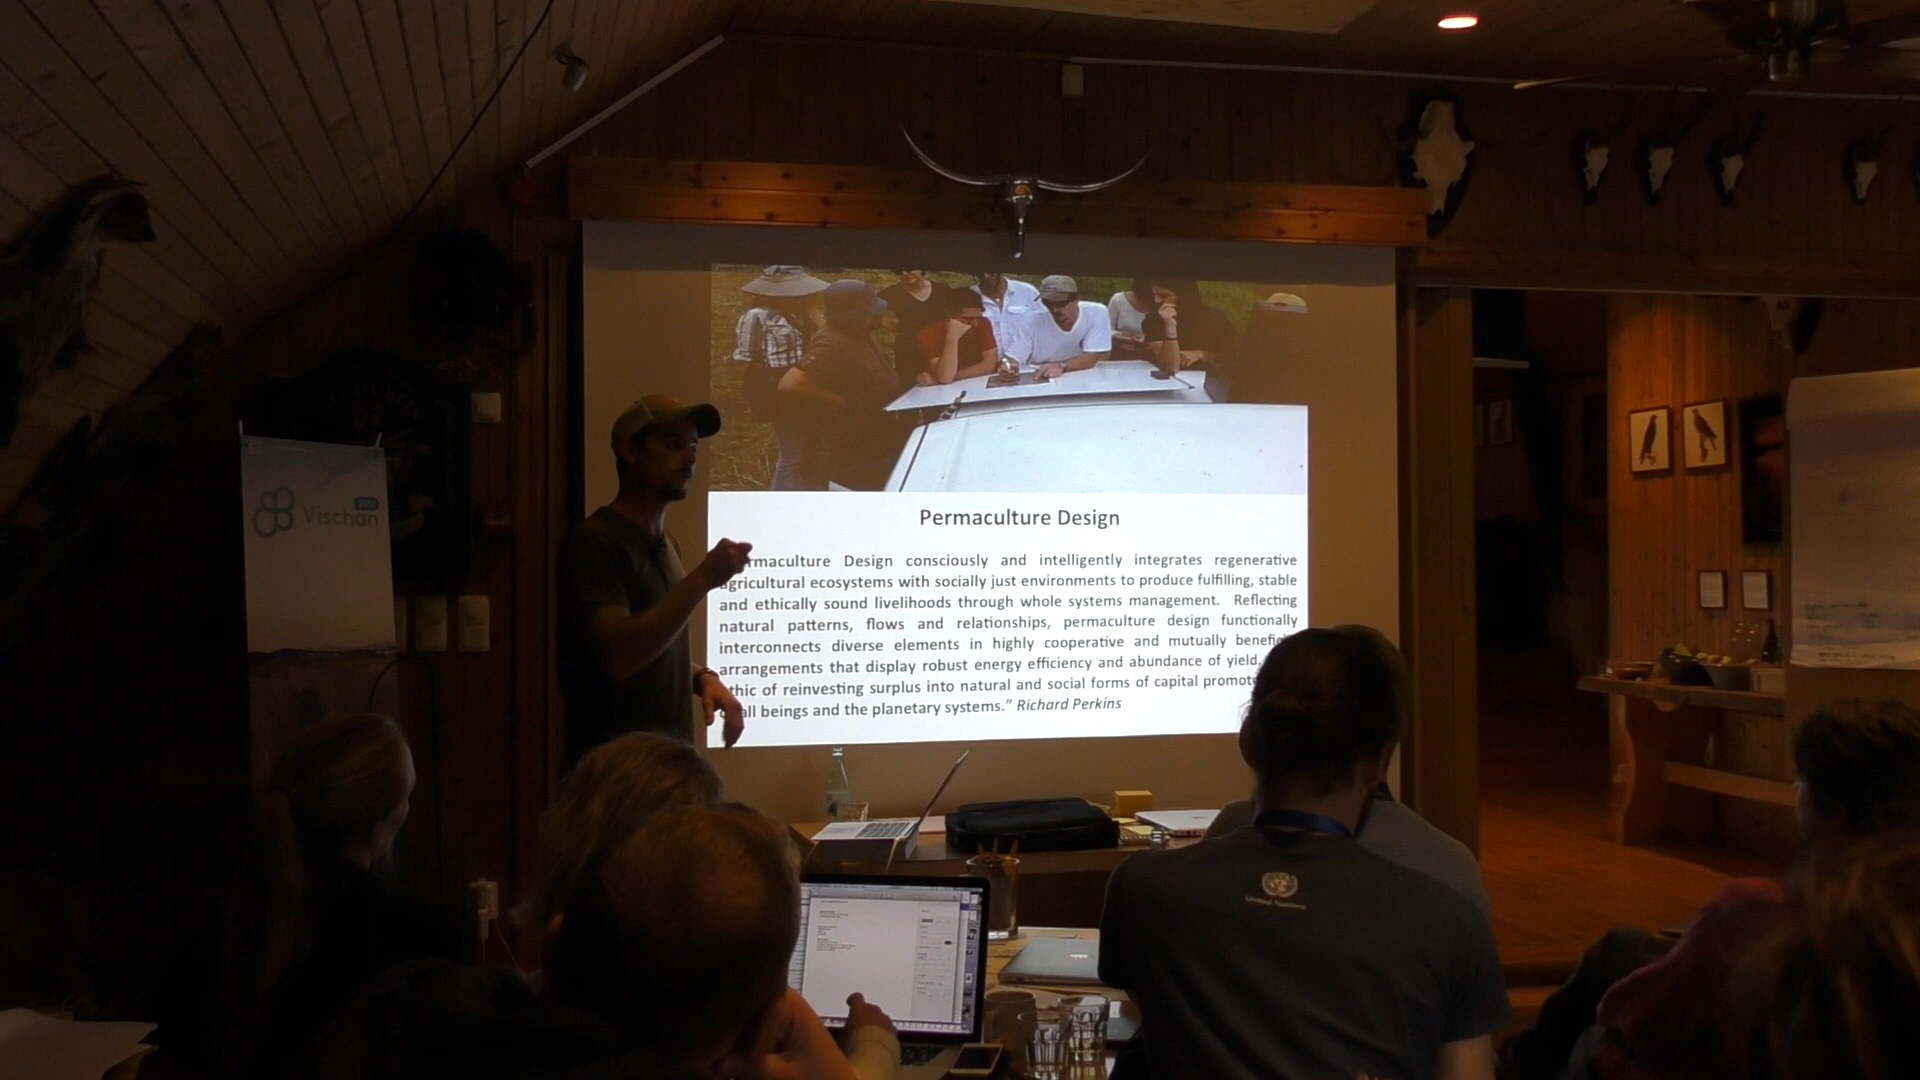 Vischan
Permaculture Design
Permaculture Design consciously and intelligently integrates regenerative
agricultural ecosystems with socially just environments to produce fulfilling, stable
and ethically sound livelihoods through whole systems management. Reflecting
natural patterns, flows and relationships, permaculture design functionally
interconnects diverse elements in highly cooperative and mutually
arrangements that display robust energy efficiency and abundance of yield.
of reinvesting surplus into natural and social forms of capital
all beings and the planetary systems.” Richard Perkins
United Nations